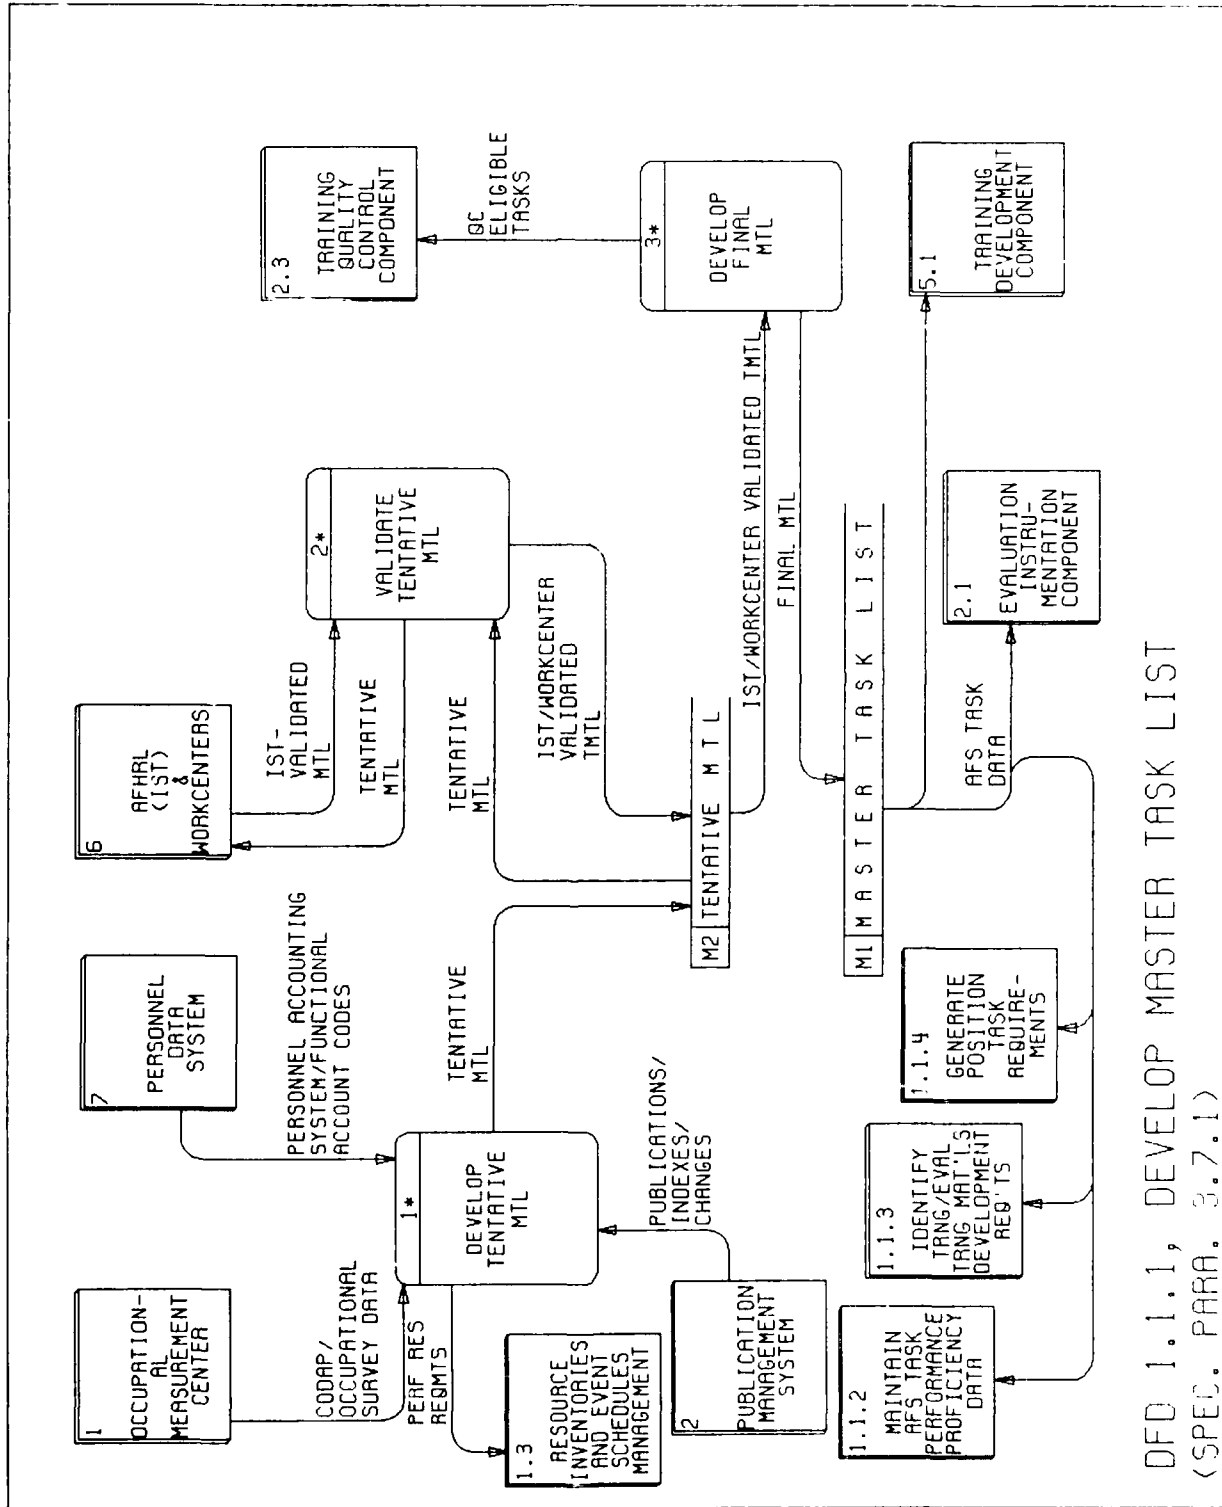 1
OCCUPATION-
AL
MEASUREMENT
CENTER
7
PERSONNEL
DATA
SYSTEM
6
AFHRL
(IST)
&
WORKCENTERS
2.3
TRAINING
QUALITY
CONTROL
COMPONENT
CODAP/
OCCUPATIONAL
SURVEY DATA
PERSONNEL ACCOUNTING
SYSTEM/FUNCTIONAL
ACCOUNT CODES
IST-
VALIDATED
MTL
TENTATIVE
MTL
PERF RES
REQMTS
1*
DEVELOP
TENTATIVE
MTL
TENTATIVE
MTL
TENTATIVE
MTL
2*
VALIDATE
TENTATIVE
MTL
QC
ELIGIBLE
TASKS
1.3
RESOURCE
INVENTORIES
AND EVENT
SCHEDULES
MANAGEMENT
IST/WORKCENTER
VALIDATED
TMTL
PUBLICATIONS/
INDEXES/
CHANGES
2
PUBLICATION
MANAGEMENT
SYSTEM
M2 TENTATIVE MTL
3*
DEVELOP
FINAL
MTL
IST/WORKCENTER VALIDATED TMTL
FINAL MTL
M1 MASTER TASK LIST
1.1.2
MAINTAIN
AFS TASK
PERFORMANCE
PROFICIENCY
DATA
1.1.3
IDENTIFY
TRNG/EVAL
TRNG MAT'LS
DEVELOPMENT
REQ'TS
1.1.4
GENERATE
POSITION
TASK
REQUIRE-
MENTS
AFS TASK
DATA
2.1
EVALUATION
INSTRU-
MENTATION
COMPONENT
5.1
TRAINING
DEVELOPMENT
COMPONENT
DFD 1.1.1, DEVELOP MASTER TASK LIST
(SPEC. PARA. 3.7.1)